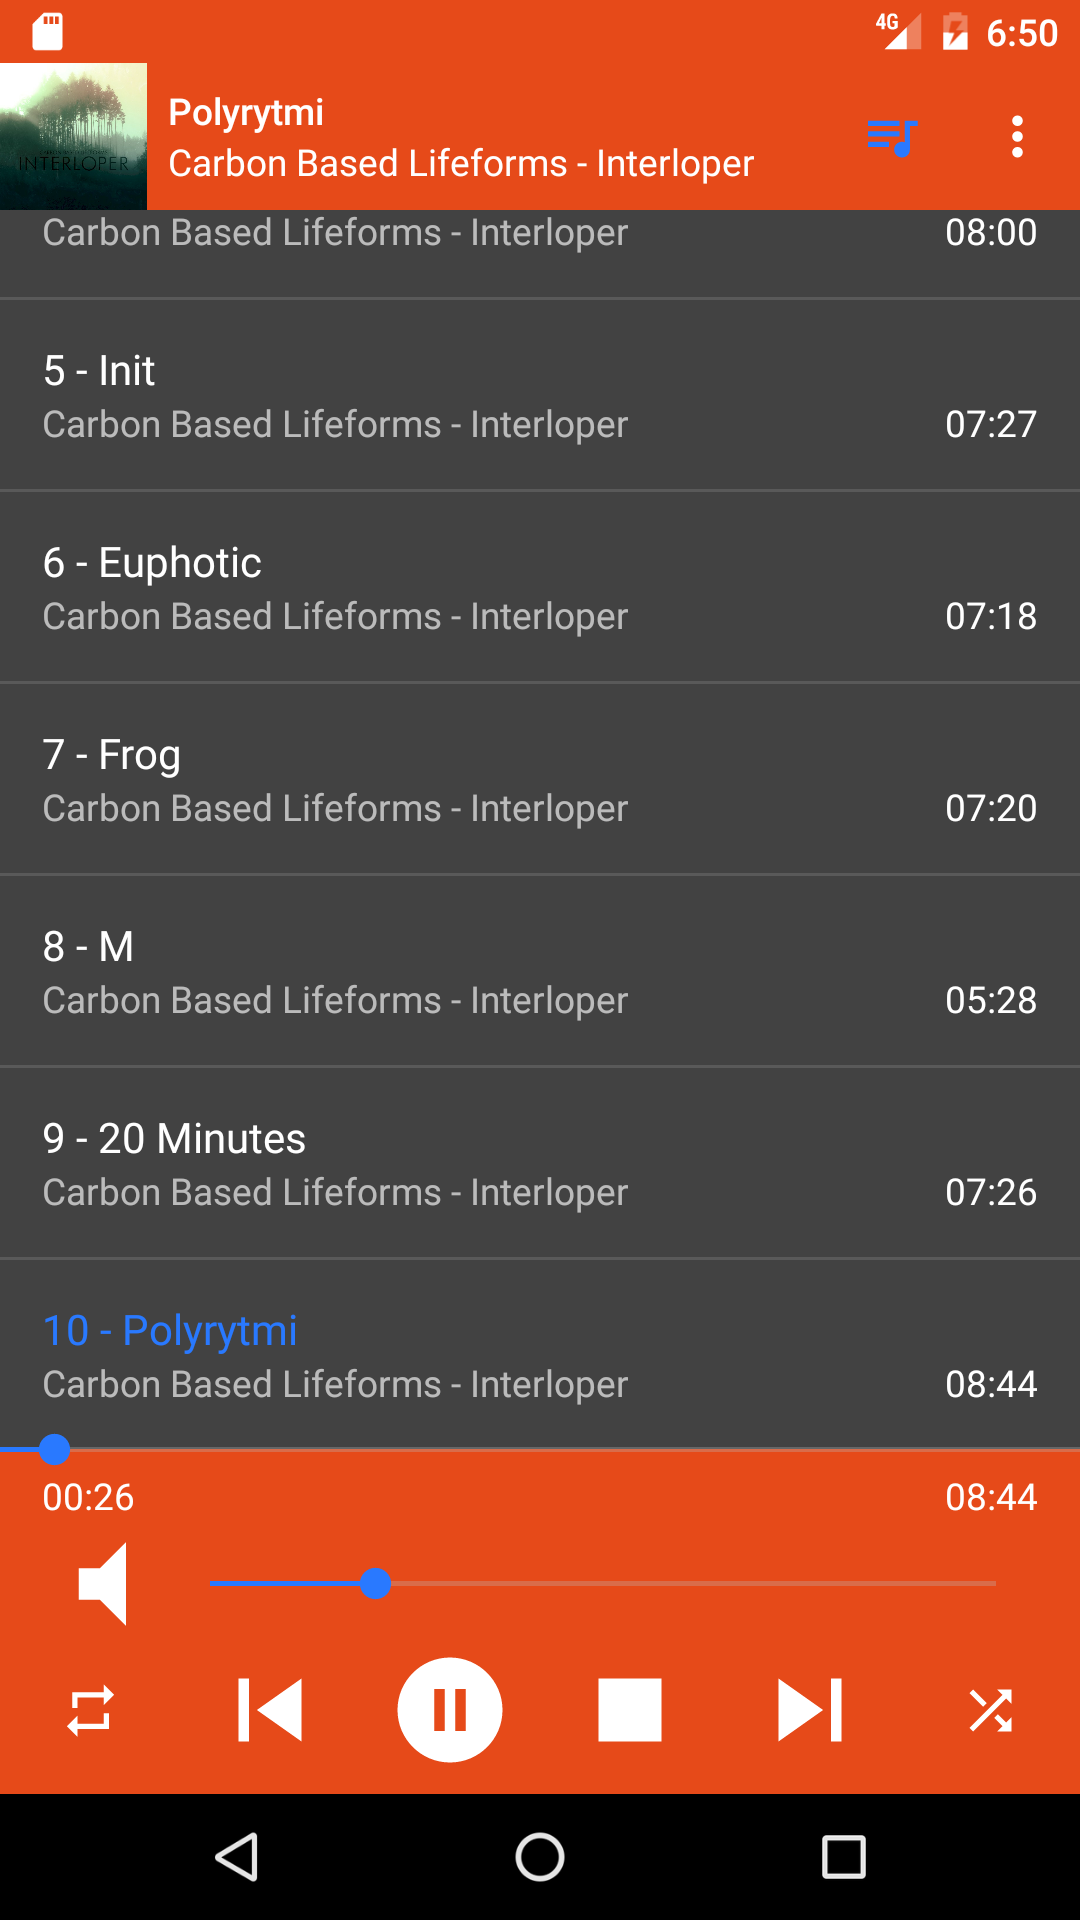 4G 6:50
INTERLOPER
Polyrytmi
Carbon Based Lifeforms - Interloper
Carbon Based Lifeforms - Interloper 08:00
5 - Init
Carbon Based Lifeforms - Interloper 07:27
6 - Euphotic
Carbon Based Lifeforms - Interloper 07:18
7 - Frog
Carbon Based Lifeforms - Interloper 07:20
8 - M
Carbon Based Lifeforms - Interloper 05:28
9 - 20 Minutes
Carbon Based Lifeforms - Interloper 07:26
10 - Polyrytmi
Carbon Based Lifeforms - Interloper 08:44
00:26 08:44